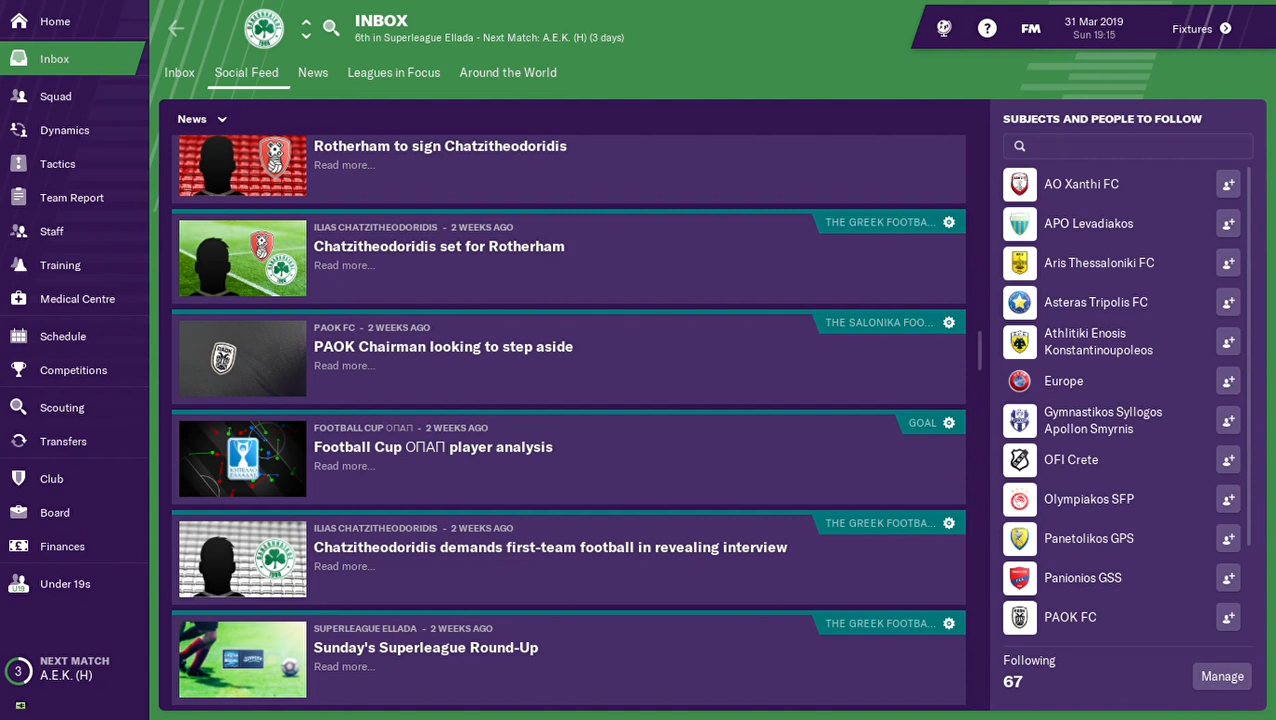 Home
Inbox
Squad
Dynamics
Tactics
Team Report
Staff
Training
Medical Centre
Schedule
Competitions
Scouting
Transfers
Club
Board
Finances
U19
Under 19s
3
NEXT MATCH
A.E.K. (H)
INBOX
6th in Superleague Ellada - Next Match: A.E.K. (H) (3 days)
?
FM
31 Mar 2019
Sun 19:15
Fixtures
Inbox
Social Feed
News
Leagues in Focus
Around the World
News
Rotherham to sign Chatzitheodoridis
Read more...
ILIAS CHATZITHEODORIDIS - 2 WEEKS AGO
THE GREEK FOOTBA...
Chatzitheodoridis set for Rotherham
Read more...
PAOK FC - 2 WEEKS AGO
THE SALONIKA FOO...
PAOK Chairman looking to step aside
Read more...
FOOTBALL CUP ΟΠΑΠ - 2 WEEKS AGO
GOAL
Football Cup ΟΠΑΠ player analysis
Read more...
ILIAS CHATZITHEODORIDIS - 2 WEEKS AGO
THE GREEK FOOTBA...
Chatzitheodoridis demands first-team football in revealing interview
Read more...
SUPERLEAGUE ELLADA - 2 WEEKS AGO
THE GREEK FOOTBA...
Sunday's Superleague Round-Up
Read more...
SUBJECTS AND PEOPLE TO FOLLOW
AO Xanthi FC
APO Levadiakos
Aris Thessaloniki FC
Asteras Tripolis FC
Athlitiki Enosis
Konstantinoupoleos
Europe
Gymnastikos Syllogos
Apollon Smyrnis
OFI Crete
Olympiakos SFP
Panetolikos GPS
Panionios GSS
PAOK FC
Following
67
Manage